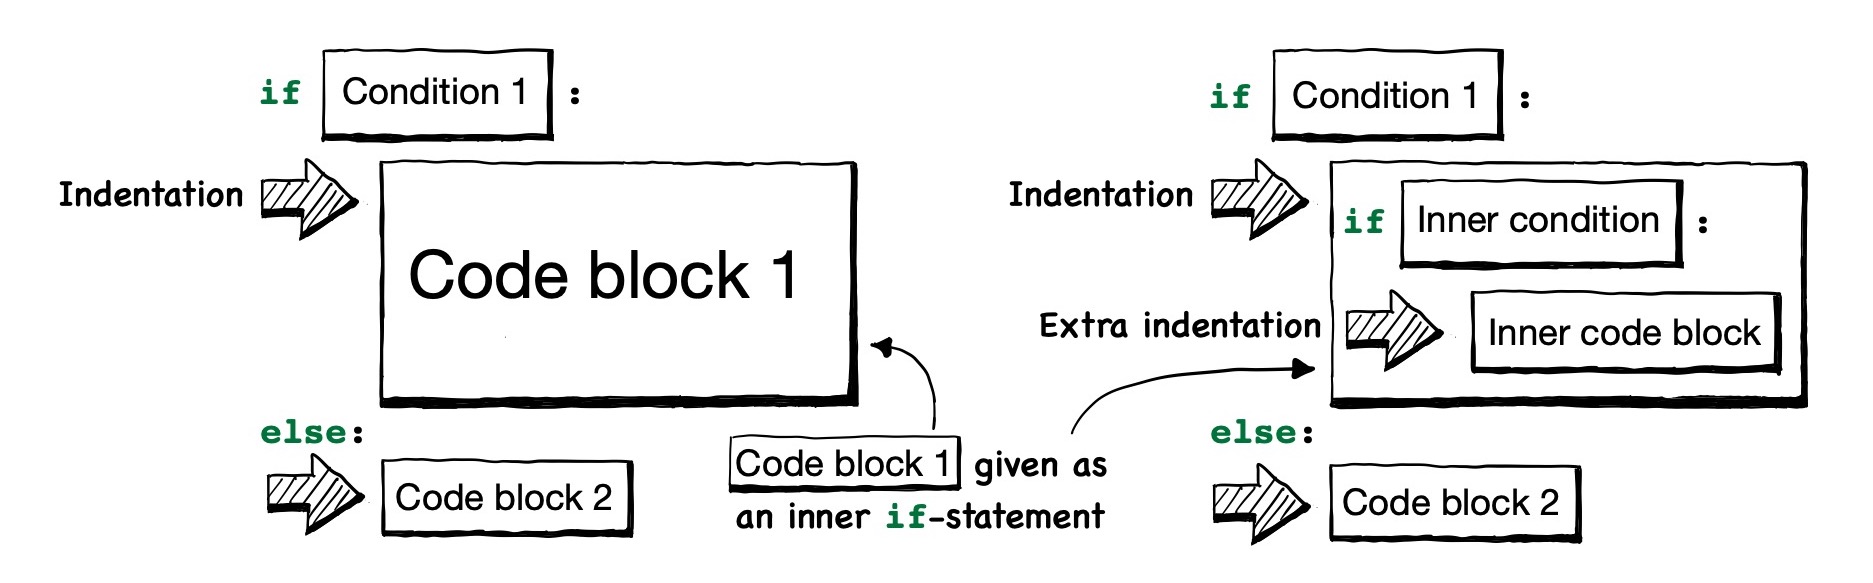 if Condition 1 :
Indentation
Code block 1
else:
Code block 2
Code block 1 given as
an inner if-statement
if Condition 1 :
Indentation
if Inner condition :
Extra indentation
Inner code block
else:
Code block 2